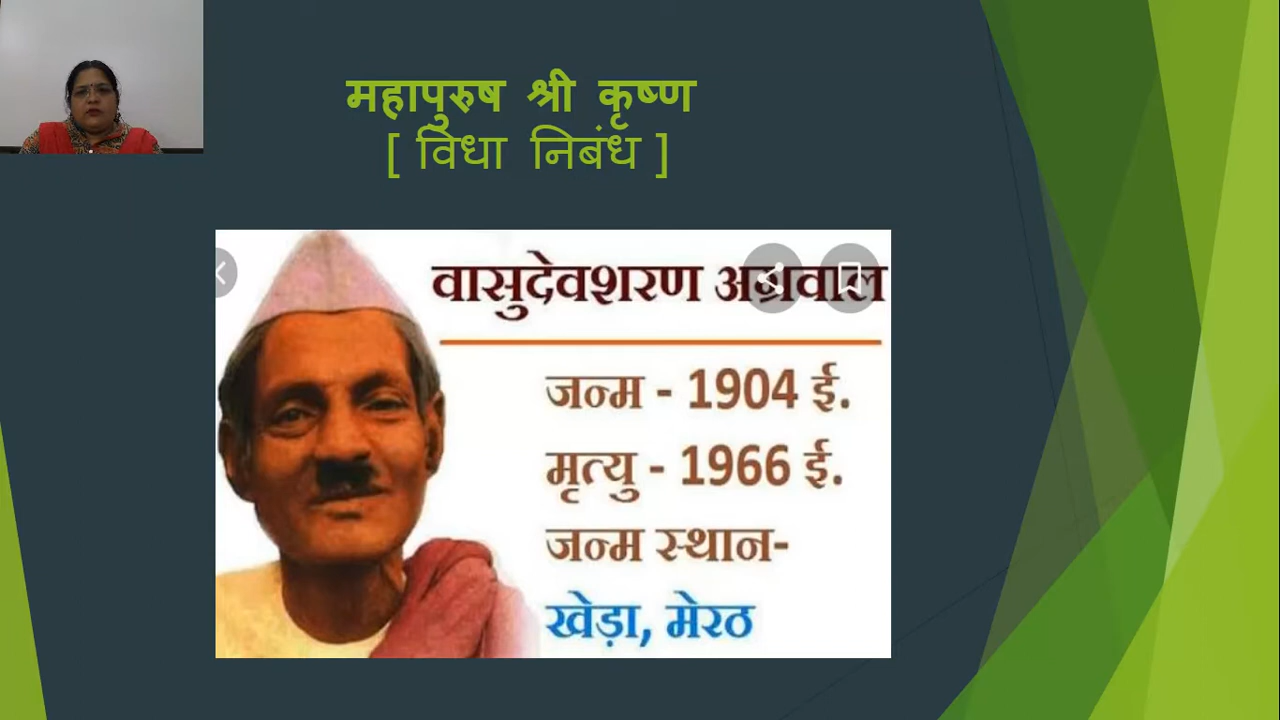 महापुरुष श्री कृष्ण
[ विधा निबंध ]
वासुदेवशरण अग्रवाल
जन्म - 1904 ई.
मृत्यु - 1966 ई.
जन्म स्थान-
खेड़ा, मेरठ